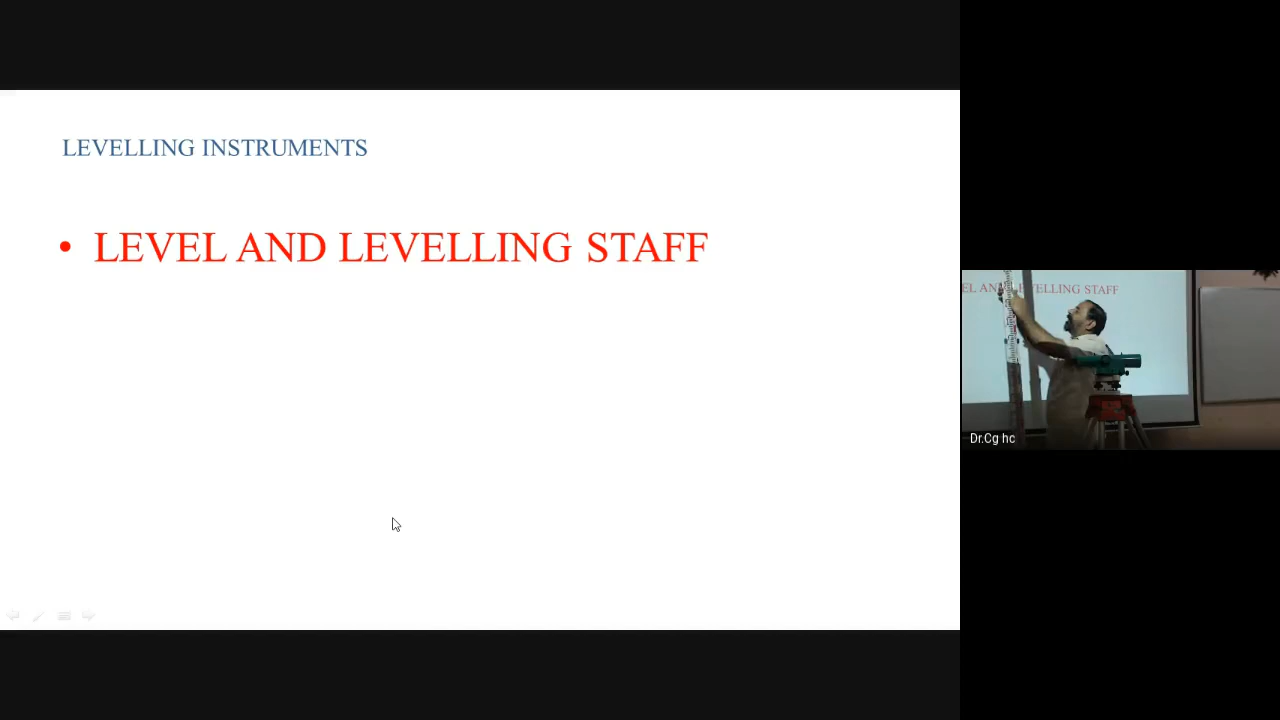 LEVELLING INSTRUMENTS
• LEVEL AND LEVELLING STAFF
EL AND LEVELLING STAFF
Dr.Cg hc